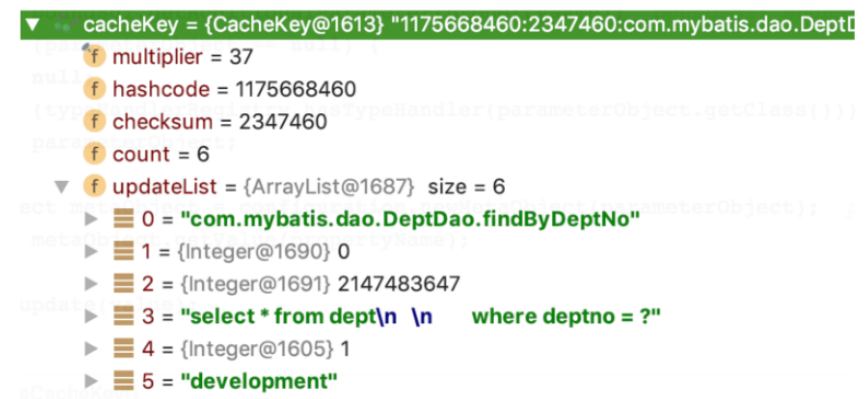 cacheKey = {CacheKey@1613} "1175668460:2347460:com.mybatis.dao.DeptD
f multiplier = 37
f hashcode = 1175668460
f checksum = 2347460
f count = 6
f updateList = {ArrayList@1687} size = 6
0 = "com.mybatis.dao.DeptDao.findByDeptNo"
1 = {Integer@1690} 0
2 = {Integer@1691} 2147483647
3 = "select * from dept\n \n where deptno = ?"
4 = {Integer@1605} 1
5 = "development"